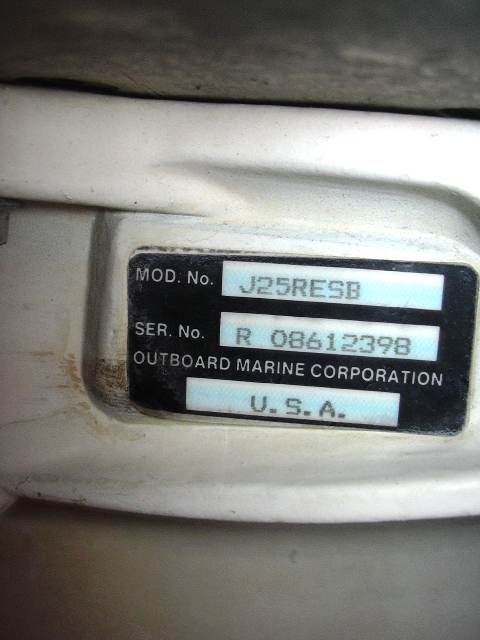 MOD. No. J25RESB
SER. No. R 08612398
OUTBOARD MARINE CORPORATION
U.S.A.